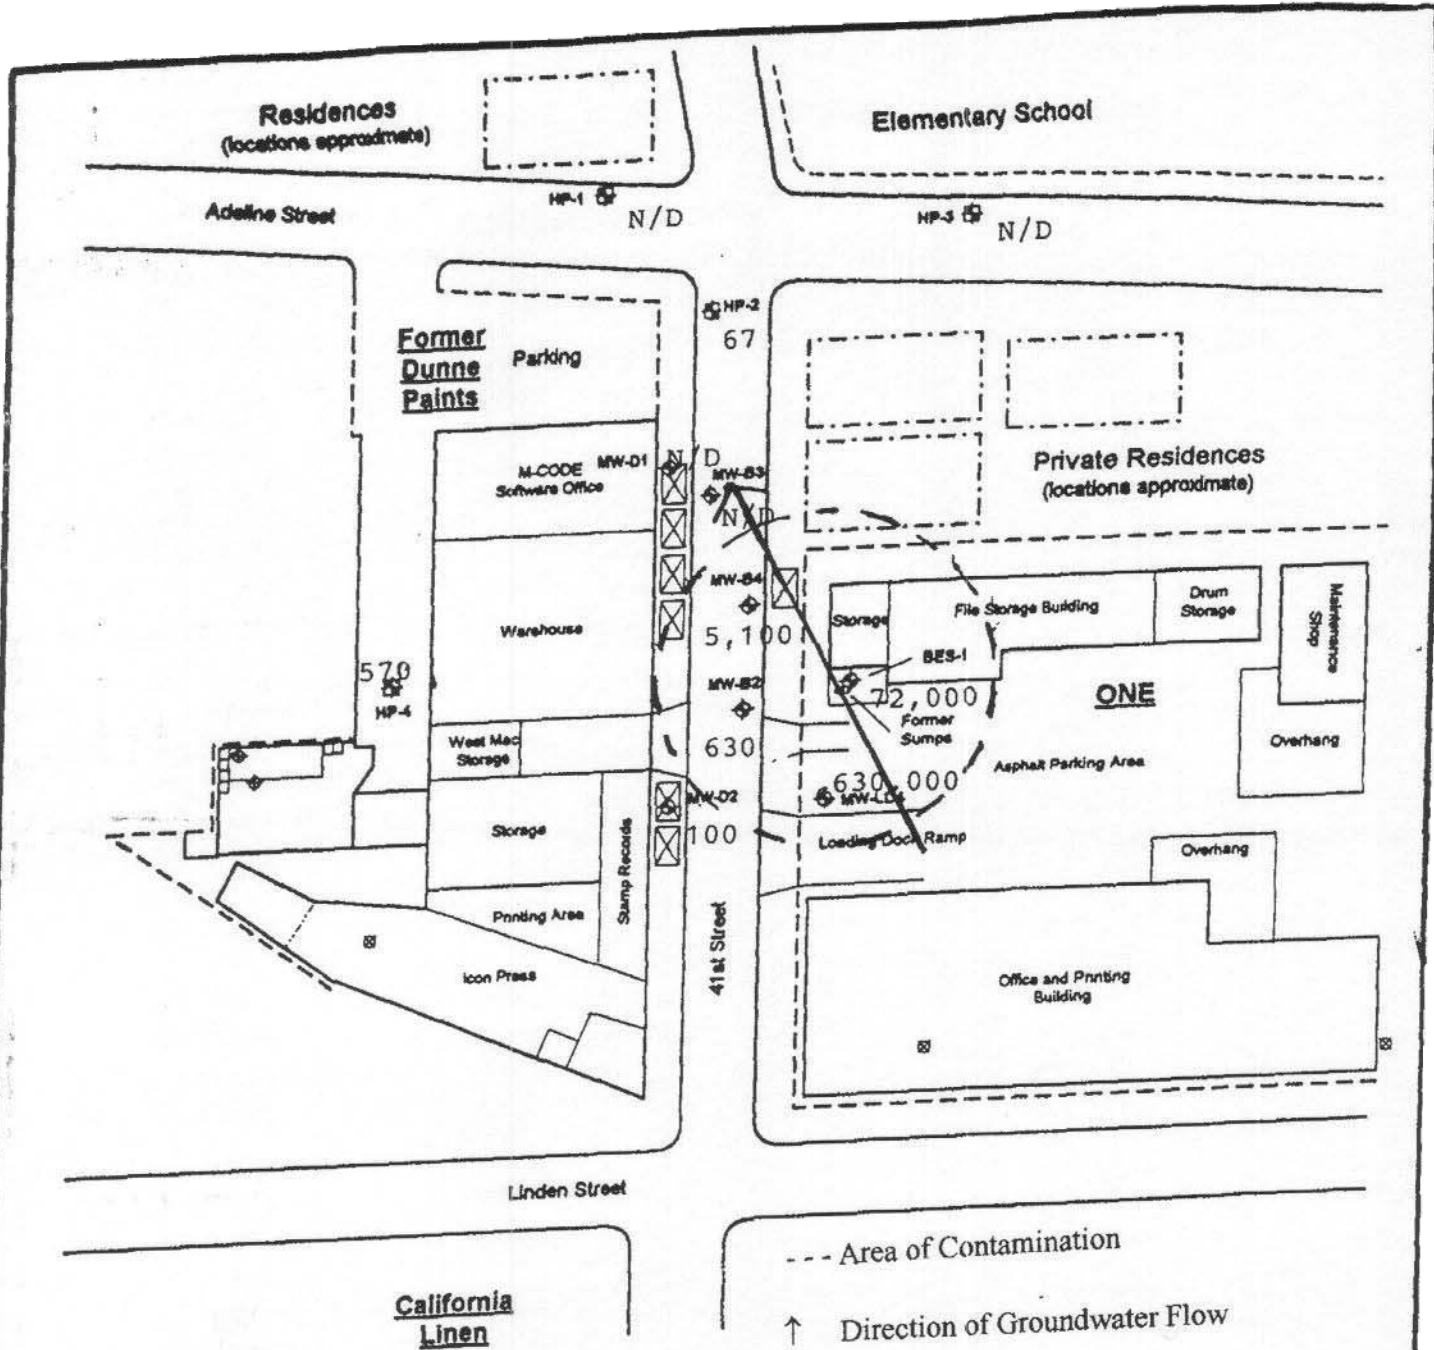 Residences
(locations approximate)
Elementary School
HP-1
N/D
HP-3
N/D
Adeline Street
HP-2
67
Former
Dunne
Paints
Parking
M-CODE
Software Office
MW-D1
N/D
MW-B3
N/D
Private Residences
(locations approximate)
MW-B4
5,100
Warehouse
Storage
File Storage Building
Drum
Storage
Maintenance
Shop
BES-1
72,000
Former
Sumps
ONE
570
HP-4
MW-B2
630
West Mac
Storage
Overhang
Asphalt Parking Area
630,000
MW-LD1
MW-D2
100
Storage
Stamp Records
Loading Dock Ramp
Overhang
Printing Area
Icon Press
41st Street
Office and Printing
Building
Linden Street
--- Area of Contamination
California
Linen
↑ Direction of Groundwater Flow